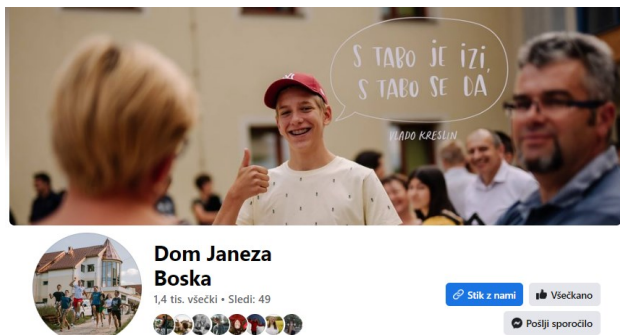 S TABO JE IZI,
S TABO SE DA
VLADO KRESLIN
Dom Janeza
Boska
1,4 tis. všečki • Sledi: 49
Stik z nami
Všečkano
Pošlji sporočilo